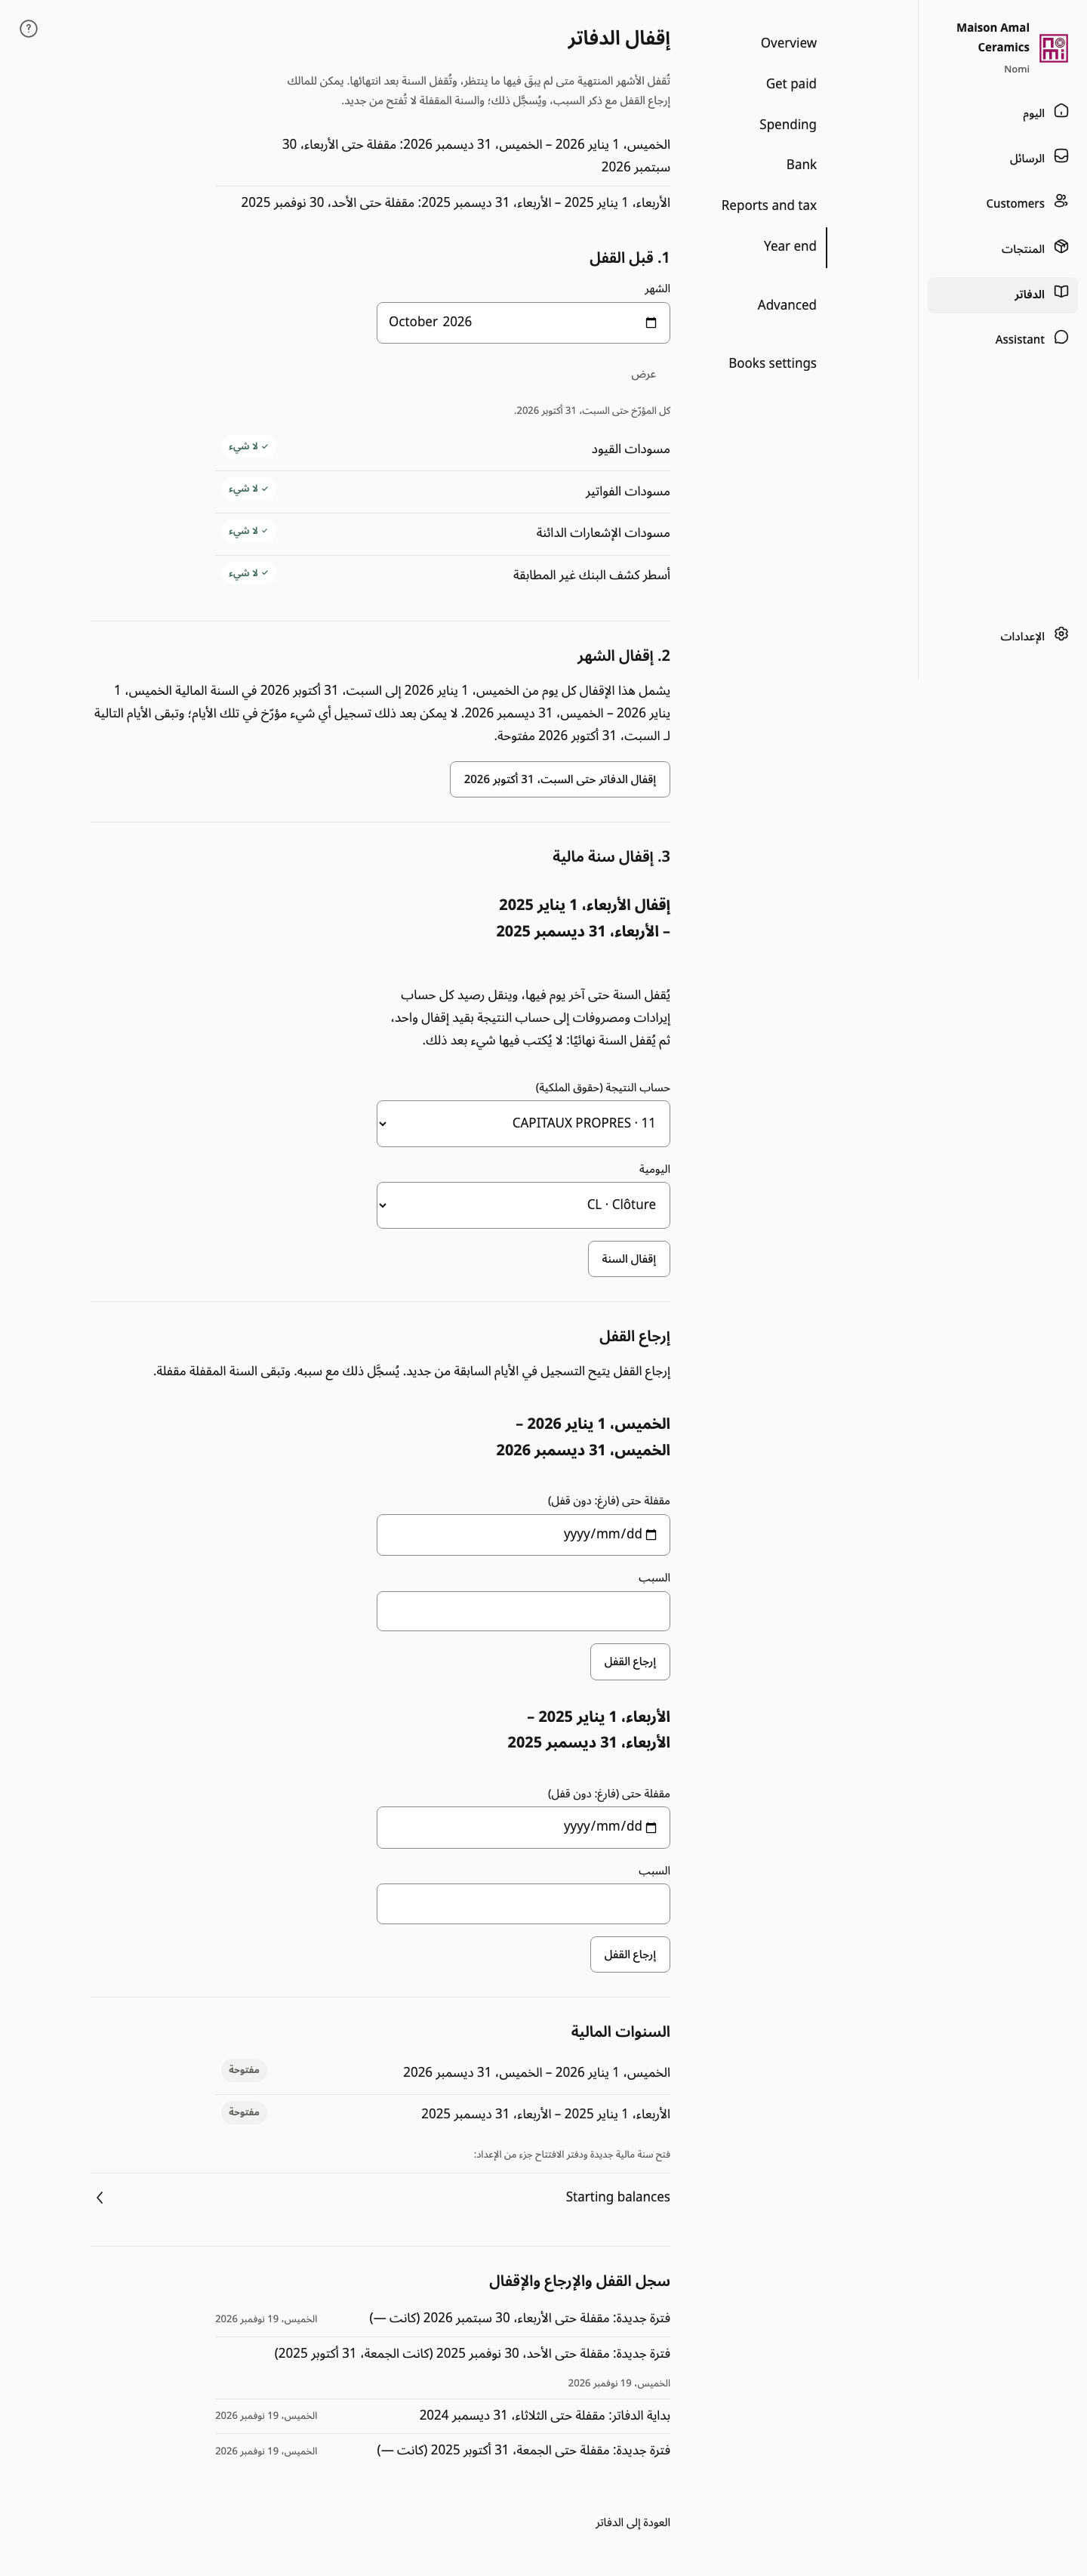 Maison Amal
Ceramics
Nomi
اليوم
الرسائل
Customers
المنتجات
الدفاتر
Assistant
الإعدادات
Overview
Get paid
Spending
Bank
Reports and tax
Year end
Advanced
Books settings
إقفال الدفاتر
تُقفل الأشهر المنتهية متى لم يبقَ فيها ما ينتظر، وتُقفل السنة بعد انتهائها. يمكن للمالك
إرجاع القفل مع ذكر السبب، ويُسجَّل ذلك؛ والسنة المقفلة لا تُفتح من جديد.
الخميس، 1 يناير 2026 – الخميس، 31 ديسمبر 2026: مقفلة حتى الأربعاء، 30
سبتمبر 2026
الأربعاء، 1 يناير 2025 – الأربعاء، 31 ديسمبر 2025: مقفلة حتى الأحد، 30 نوفمبر 2025
1. قبل القفل
الشهر
October 2026
عرض
كل المؤرّخ حتى السبت، 31 أكتوبر 2026.
مسودات القيود
لا شيء
مسودات الفواتير
لا شيء
مسودات الإشعارات الدائنة
لا شيء
أسطر كشف البنك غير المطابقة
لا شيء
2. إقفال الشهر
يشمل هذا الإقفال كل يوم من الخميس، 1 يناير 2026 إلى السبت، 31 أكتوبر 2026 في السنة المالية الخميس، 1
يناير 2026 – الخميس، 31 ديسمبر 2026. لا يمكن بعد ذلك تسجيل أي شيء مؤرّخ في تلك الأيام؛ وتبقى الأيام التالية
لـ السبت، 31 أكتوبر 2026 مفتوحة.
إقفال الدفاتر حتى السبت، 31 أكتوبر 2026
3. إقفال سنة مالية
إقفال الأربعاء، 1 يناير 2025
– الأربعاء، 31 ديسمبر 2025
يُقفل السنة حتى آخر يوم فيها، وينقل رصيد كل حساب
إيرادات ومصروفات إلى حساب النتيجة بقيد إقفال واحد،
ثم يُقفل السنة نهائيًا: لا يُكتب فيها شيء بعد ذلك.
حساب النتيجة (حقوق الملكية)
11 · CAPITAUX PROPRES
اليومية
CL · Clôture
إقفال السنة
إرجاع القفل
إرجاع القفل يتيح التسجيل في الأيام السابقة من جديد. يُسجَّل ذلك مع سببه. وتبقى السنة المقفلة مقفلة.
الخميس، 1 يناير 2026 –
الخميس، 31 ديسمبر 2026
مقفلة حتى (فارغ: دون قفل)
yyyy/mm/dd
السبب
إرجاع القفل
الأربعاء، 1 يناير 2025 –
الأربعاء، 31 ديسمبر 2025
مقفلة حتى (فارغ: دون قفل)
yyyy/mm/dd
السبب
إرجاع القفل
السنوات المالية
الخميس، 1 يناير 2026 – الخميس، 31 ديسمبر 2026
مفتوحة
الأربعاء، 1 يناير 2025 – الأربعاء، 31 ديسمبر 2025
مفتوحة
فتح سنة مالية جديدة ودفتر الافتتاح جزء من الإعداد:
Starting balances
سجل القفل والإرجاع والإقفال
فترة جديدة: مقفلة حتى الأربعاء، 30 سبتمبر 2026 (كانت —)
الخميس، 19 نوفمبر 2026
فترة جديدة: مقفلة حتى الأحد، 30 نوفمبر 2025 (كانت الجمعة، 31 أكتوبر 2025)
الخميس، 19 نوفمبر 2026
بداية الدفاتر: مقفلة حتى الثلاثاء، 31 ديسمبر 2024
الخميس، 19 نوفمبر 2026
فترة جديدة: مقفلة حتى الجمعة، 31 أكتوبر 2025 (كانت —)
الخميس، 19 نوفمبر 2026
العودة إلى الدفاتر